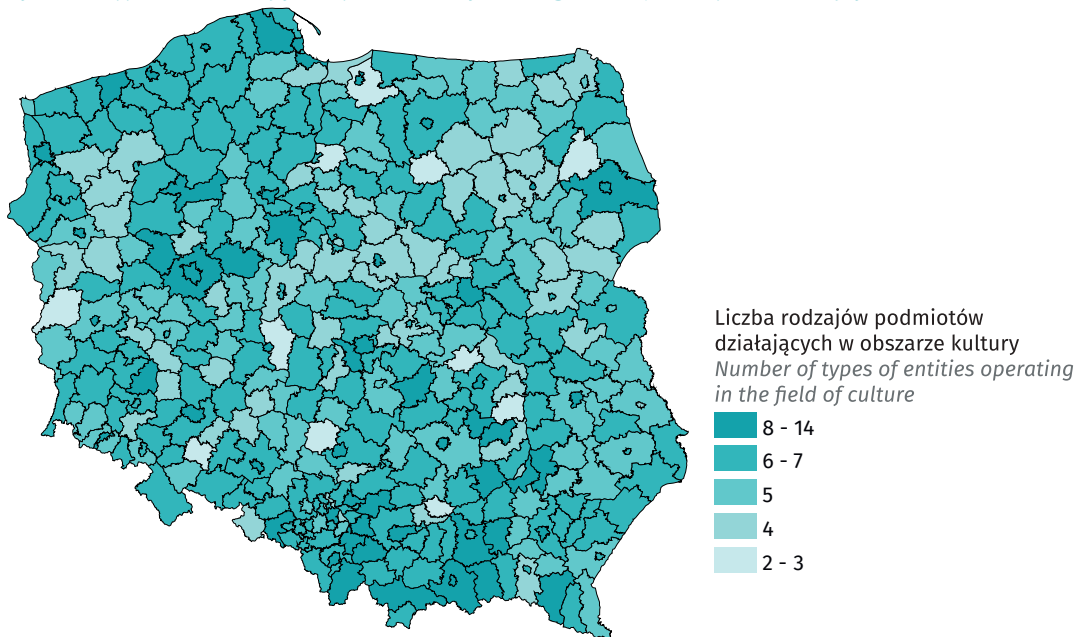 Liczba rodzajów podmiotów
działających w obszarze kultury
Number of types of entities operating
in the field of culture
8 - 14
6 - 7
5
4
2 - 3